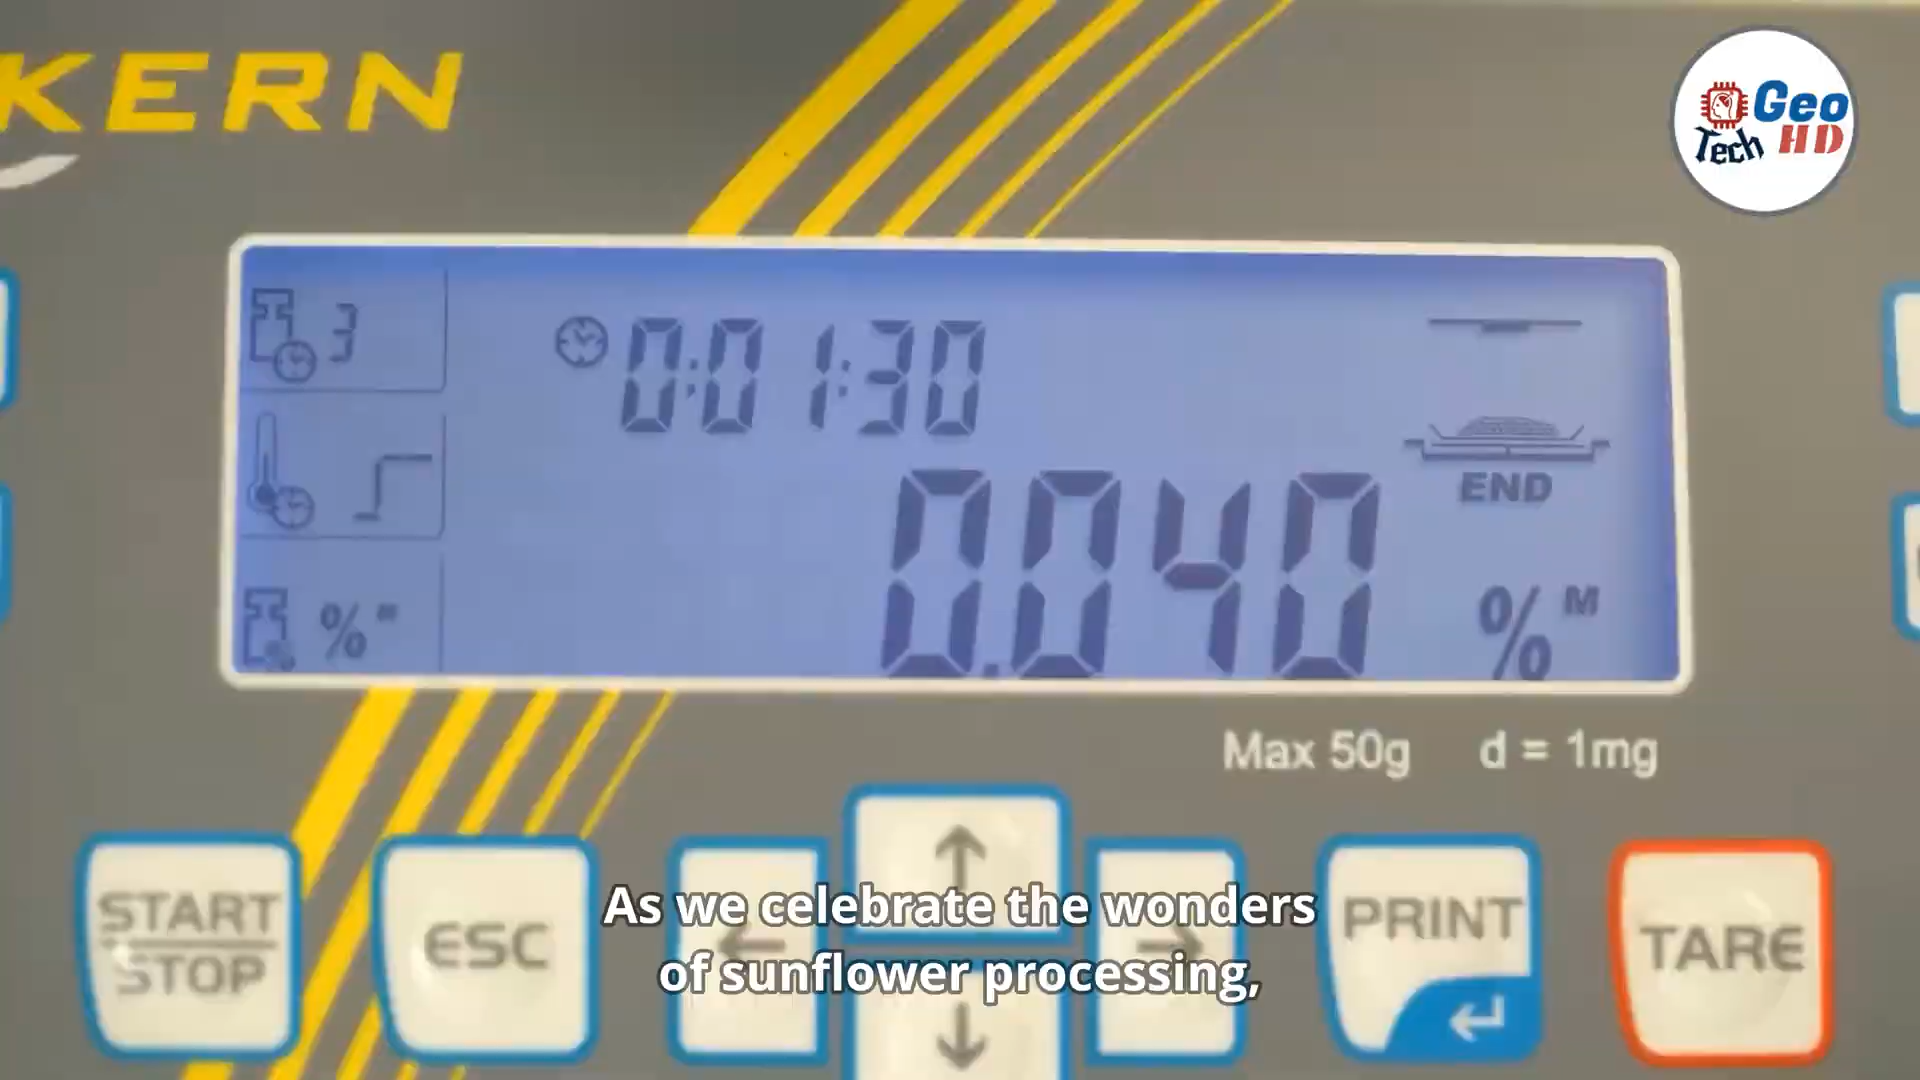 KERN
Geo
Tech HD
3
0:01:30
END
0.040 %M
%
Max 50g d = 1mg
START
STOP
ESC
PRINT
TARE
As we celebrate the wonders
of sunflower processing,